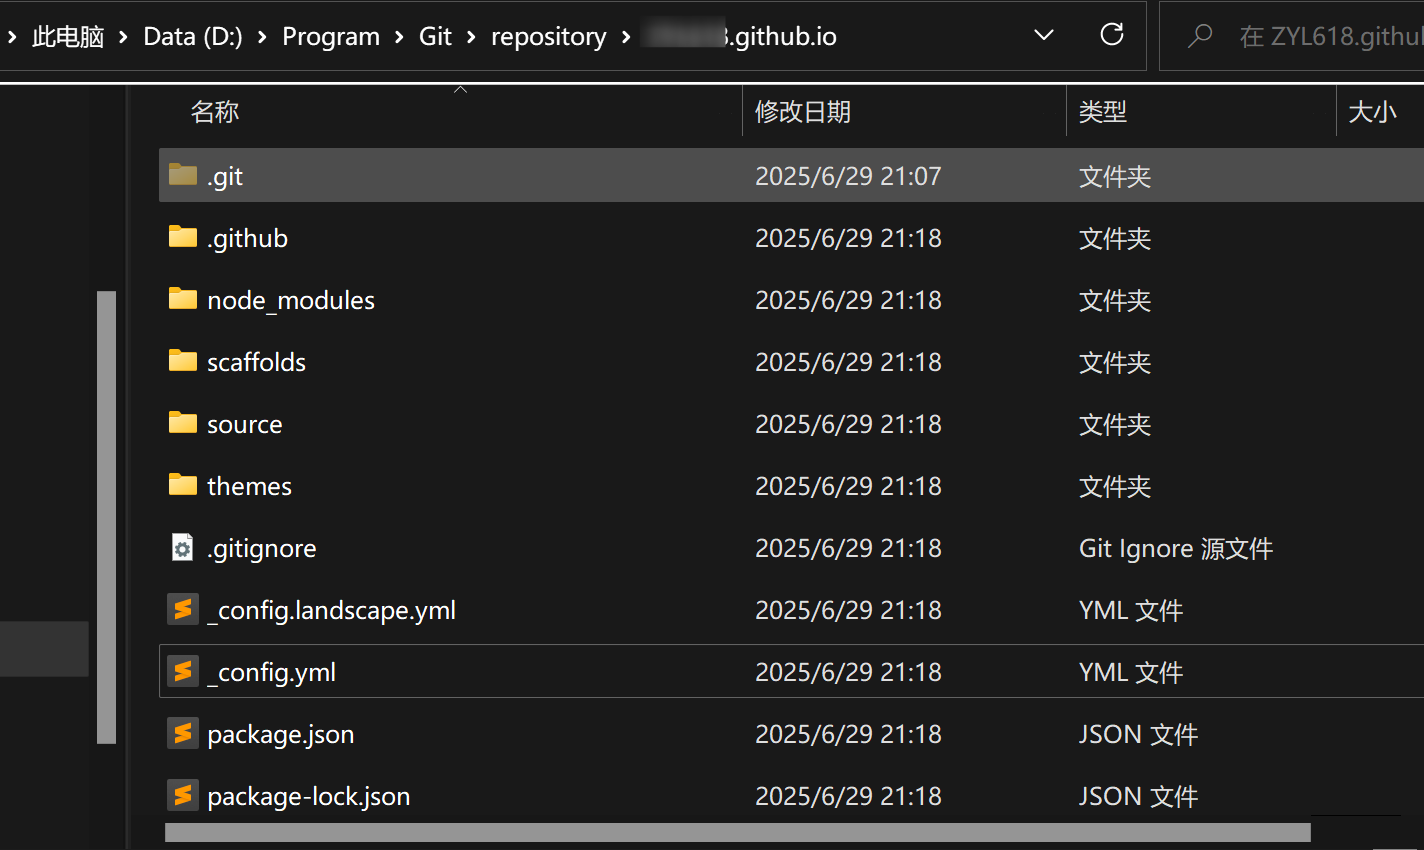 此电脑 Data (D:) Program Git repository .github.io 在 ZYL618.github
名称 修改日期 类型 大小
.git 2025/6/29 21:07 文件夹
.github 2025/6/29 21:18 文件夹
node_modules 2025/6/29 21:18 文件夹
scaffolds 2025/6/29 21:18 文件夹
source 2025/6/29 21:18 文件夹
themes 2025/6/29 21:18 文件夹
.gitignore 2025/6/29 21:18 Git Ignore 源文件
_config.landscape.yml 2025/6/29 21:18 YML 文件
_config.yml 2025/6/29 21:18 YML 文件
package.json 2025/6/29 21:18 JSON 文件
package-lock.json 2025/6/29 21:18 JSON 文件